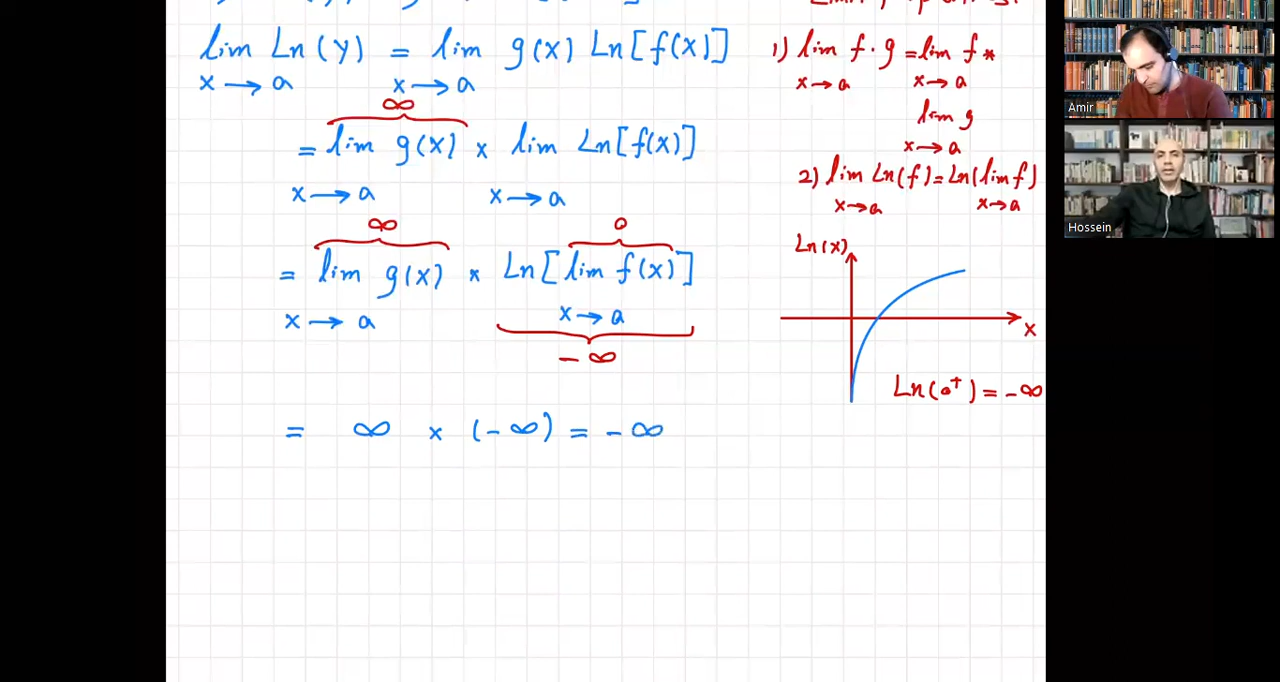 lim Ln(y) = lim g(x) Ln[f(x)]
x → a x → a
∞
= lim g(x) × lim Ln[f(x)]
x → a x → a
∞ 0
= lim g(x) × Ln[lim f(x)]
x → a x → a
- ∞
= ∞ × (- ∞) = - ∞
1) lim f · g = lim f *
x → a x → a
lim g
x → a
2) lim Ln(f) = Ln(lim f)
x → a x → a
Ln(x)
x
Ln(0⁺) = - ∞
Amir
Hossein